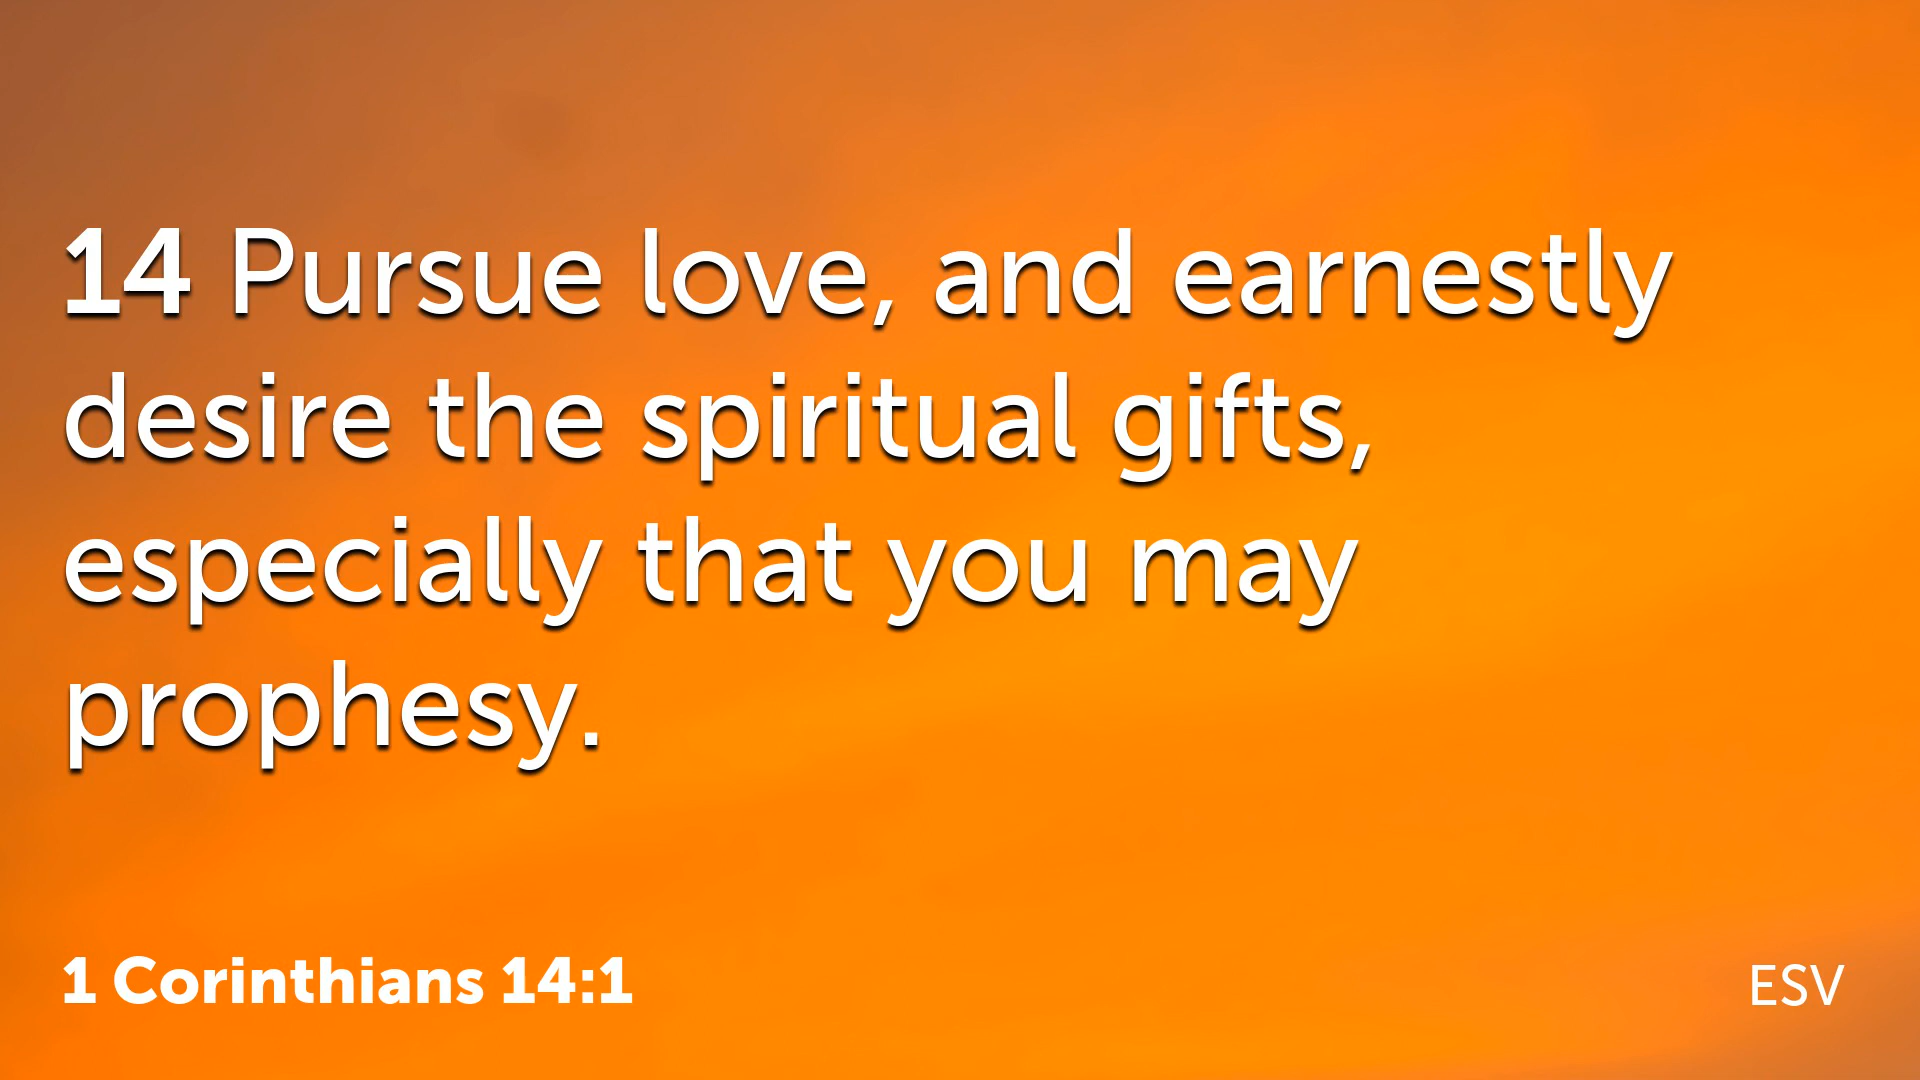 14 Pursue love, and earnestly
desire the spiritual gifts,
especially that you may
prophesy.
1 Corinthians 14:1
ESV